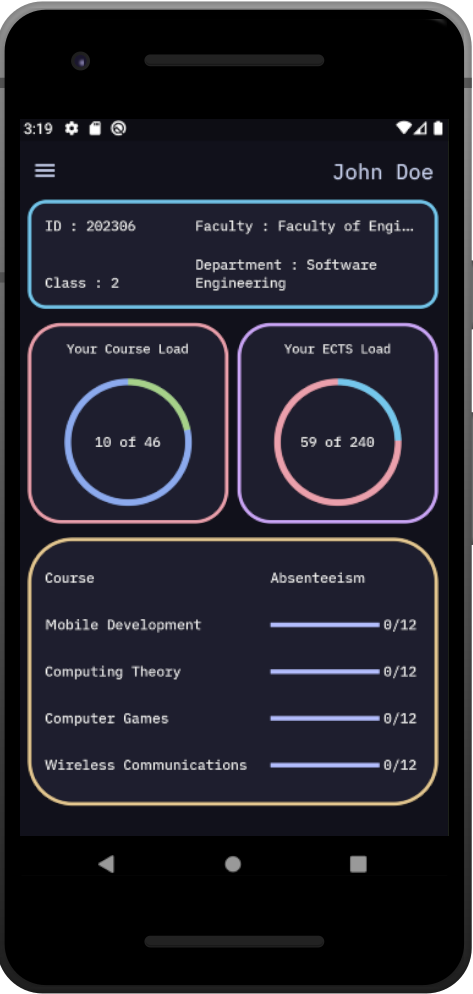 3:19
John Doe
ID : 202306
Faculty : Faculty of Engi...
Class : 2
Department : Software
Engineering
Your Course Load
Your ECTS Load
10 of 46
59 of 240
Course
Absenteeism
Mobile Development
0/12
Computing Theory
0/12
Computer Games
0/12
Wireless Communications
0/12